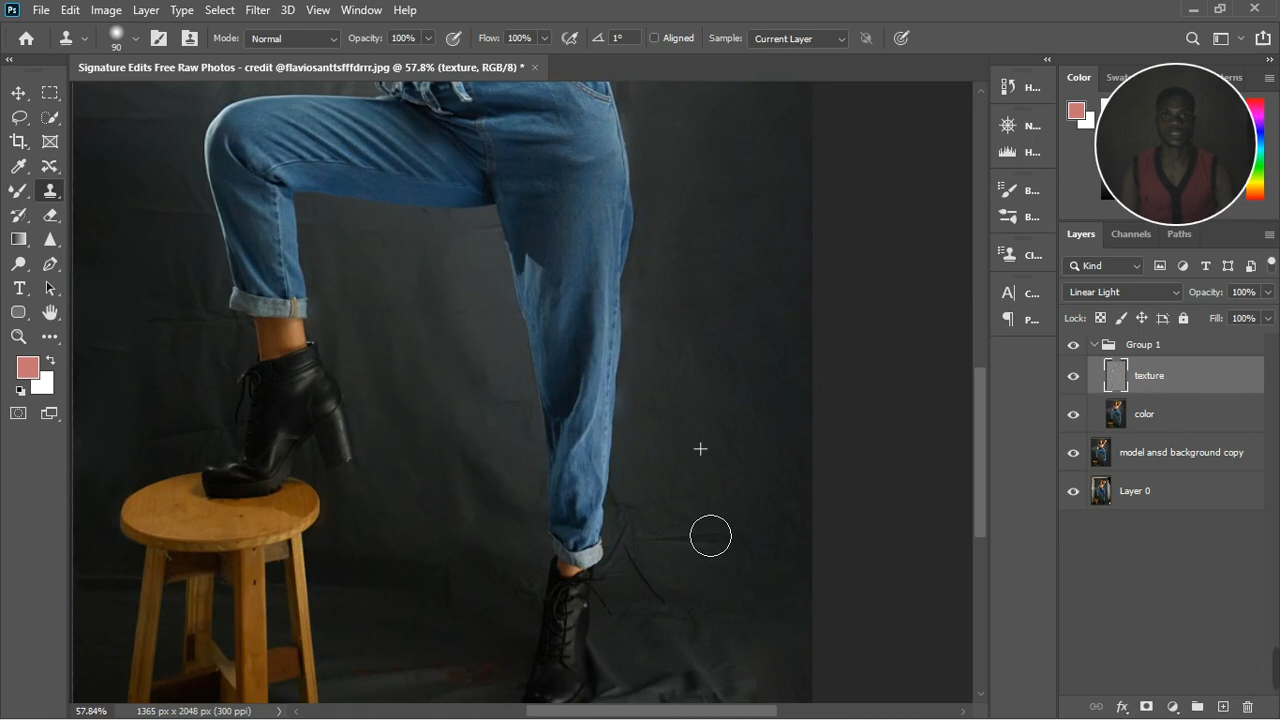 Ps File Edit Image Layer Type Select Filter 3D View Window Help
90 Mode: Normal Opacity: 100% Flow: 100% 1° Aligned Sample: Current Layer
Signature Edits Free Raw Photos - credit @flaviosanttsfffdrrr.jpg @ 57.8% (texture, RGB/8) *
H...
N...
H...
B...
B...
Cl...
C...
P...
Color Swatc
Layers Channels Paths
Kind
Linear Light Opacity: 100%
Lock: Fill: 100%
Group 1
texture
color
model ansd background copy
Layer 0
57.84% 1365 px x 2048 px (300 ppi)